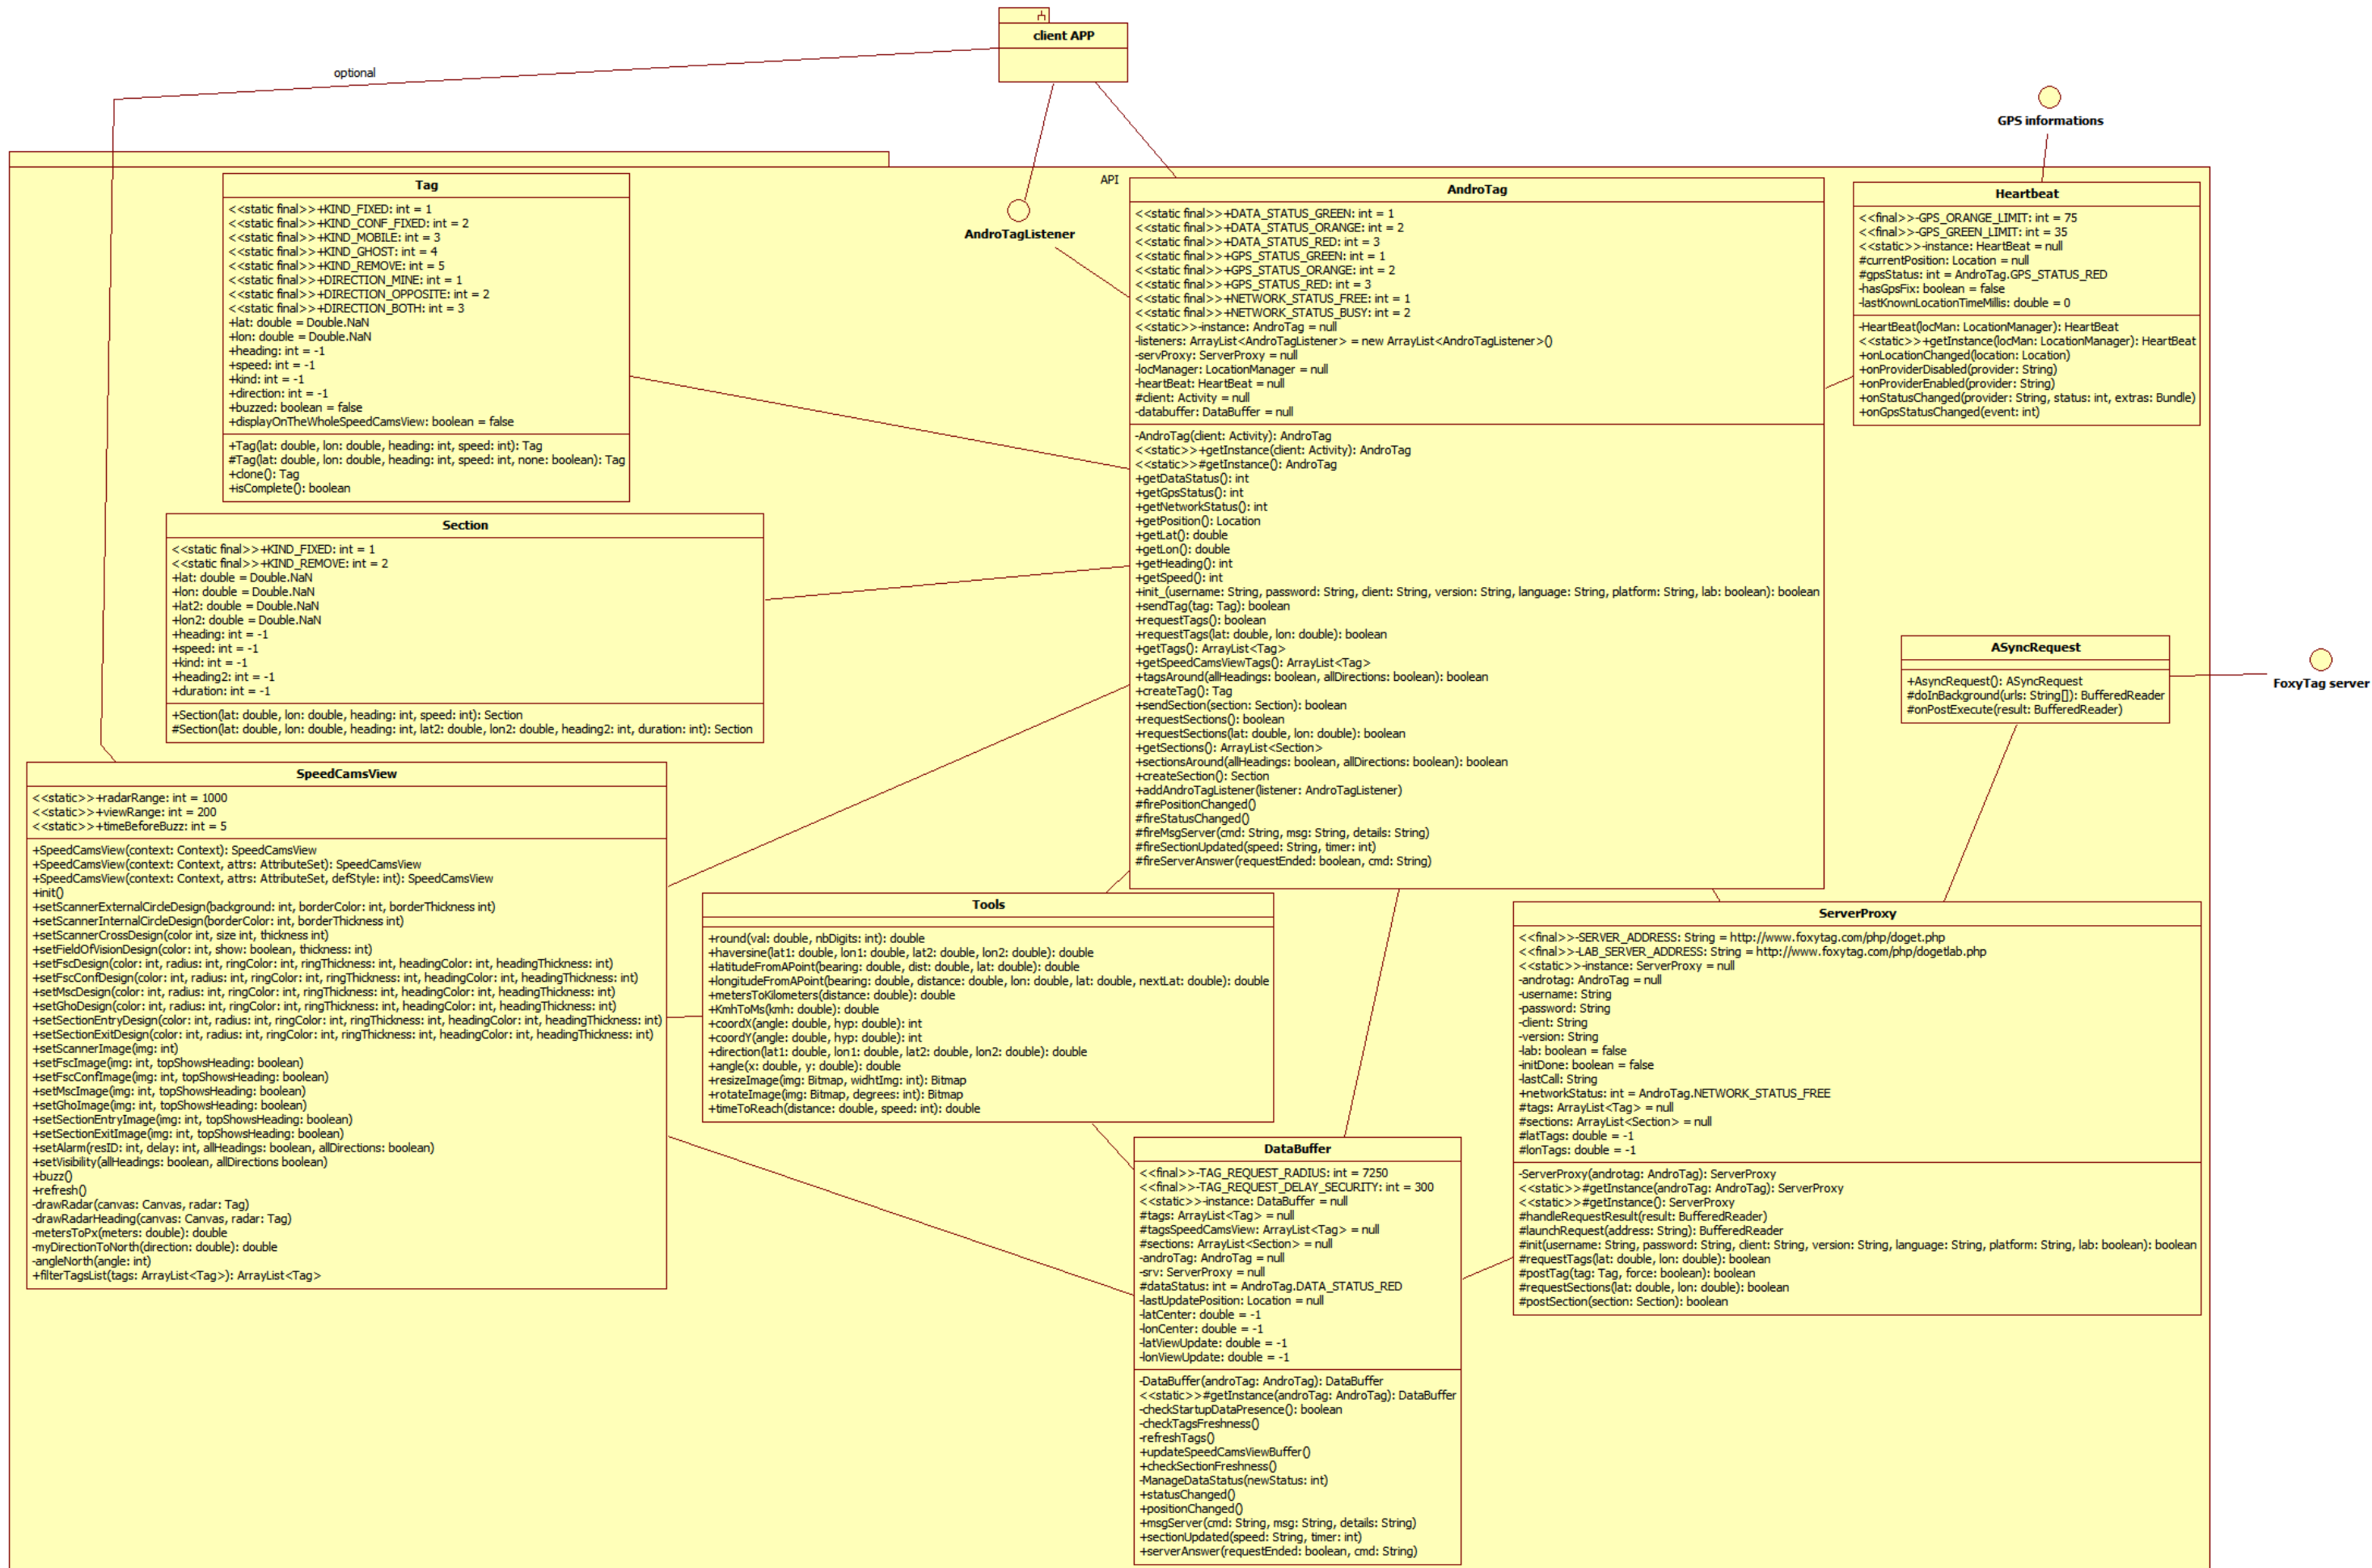 client APP
optional
GPS informations
API
AndroTagListener
Tag
<<static final>>+KIND_FIXED: int = 1
<<static final>>+KIND_CONF_FIXED: int = 2
<<static final>>+KIND_MOBILE: int = 3
<<static final>>+KIND_GHOST: int = 4
<<static final>>+KIND_REMOVE: int = 5
<<static final>>+DIRECTION_MINE: int = 1
<<static final>>+DIRECTION_OPPOSITE: int = 2
<<static final>>+DIRECTION_BOTH: int = 3
+lat: double = Double.NaN
+lon: double = Double.NaN
+heading: int = -1
+speed: int = -1
+kind: int = -1
+direction: int = -1
+buzzed: boolean = false
+displayOnTheWholeSpeedCamsView: boolean = false
+Tag(lat: double, lon: double, heading: int, speed: int): Tag
#Tag(lat: double, lon: double, heading: int, speed: int, none: boolean): Tag
+clone(): Tag
+isComplete(): boolean
AndroTag
<<static final>>+DATA_STATUS_GREEN: int = 1
<<static final>>+DATA_STATUS_ORANGE: int = 2
<<static final>>+DATA_STATUS_RED: int = 3
<<static final>>+GPS_STATUS_GREEN: int = 1
<<static final>>+GPS_STATUS_ORANGE: int = 2
<<static final>>+GPS_STATUS_RED: int = 3
<<static final>>+NETWORK_STATUS_FREE: int = 1
<<static final>>+NETWORK_STATUS_BUSY: int = 2
<<static>>-instance: AndroTag = null
-listeners: ArrayList<AndroTagListener> = new ArrayList<AndroTagListener>()
-servProxy: ServerProxy = null
-locManager: LocationManager = null
-heartBeat: HeartBeat = null
#client: Activity = null
-databuffer: DataBuffer = null
-AndroTag(client: Activity): AndroTag
<<static>>+getInstance(client: Activity): AndroTag
<<static>>#getInstance(): AndroTag
+getDataStatus(): int
+getGpsStatus(): int
+getNetworkStatus(): int
+getPosition(): Location
+getLat(): double
+getLon(): double
+getHeading(): int
+getSpeed(): int
+init_(username: String, password: String, client: String, version: String, language: String, platform: String, lab: boolean): boolean
+sendTag(tag: Tag): boolean
+requestTags(): boolean
+requestTags(lat: double, lon: double): boolean
+getTags(): ArrayList<Tag>
+getSpeedCamsViewTags(): ArrayList<Tag>
+tagsAround(allHeadings: boolean, allDirections: boolean): boolean
+createTag(): Tag
+sendSection(section: Section): boolean
+requestSections(): boolean
+requestSections(lat: double, lon: double): boolean
+getSections(): ArrayList<Section>
+sectionsAround(allHeadings: boolean, allDirections: boolean): boolean
+createSection(): Section
+addAndroTagListener(listener: AndroTagListener)
#firePositionChanged()
#fireStatusChanged()
#fireMsgServer(cmd: String, msg: String, details: String)
#fireSectionUpdated(speed: String, timer: int)
#fireServerAnswer(requestEnded: boolean, cmd: String)
Heartbeat
<<final>>-GPS_ORANGE_LIMIT: int = 75
<<final>>-GPS_GREEN_LIMIT: int = 35
<<static>>-instance: HeartBeat = null
#currentPosition: Location = null
#gpsStatus: int = AndroTag.GPS_STATUS_RED
-hasGpsFix: boolean = false
-lastKnownLocationTimeMillis: double = 0
-HeartBeat(locMan: LocationManager): HeartBeat
<<static>>+getInstance(locMan: LocationManager): HeartBeat
+onLocationChanged(location: Location)
+onProviderDisabled(provider: String)
+onProviderEnabled(provider: String)
+onStatusChanged(provider: String, status: int, extras: Bundle)
+onGpsStatusChanged(event: int)
Section
<<static final>>+KIND_FIXED: int = 1
<<static final>>+KIND_REMOVE: int = 2
+lat: double = Double.NaN
+lon: double = Double.NaN
+lat2: double = Double.NaN
+lon2: double = Double.NaN
+heading: int = -1
+speed: int = -1
+kind: int = -1
+heading2: int = -1
+duration: int = -1
+Section(lat: double, lon: double, heading: int, speed: int): Section
#Section(lat: double, lon: double, heading: int, lat2: double, lon2: double, heading2: int, duration: int): Section
ASyncRequest
+AsyncRequest(): ASyncRequest
#doInBackground(urls: String[]): BufferedReader
#onPostExecute(result: BufferedReader)
FoxyTag server
SpeedCamsView
<<static>>+radarRange: int = 1000
<<static>>+viewRange: int = 200
<<static>>+timeBeforeBuzz: int = 5
+SpeedCamsView(context: Context): SpeedCamsView
+SpeedCamsView(context: Context, attrs: AttributeSet): SpeedCamsView
+SpeedCamsView(context: Context, attrs: AttributeSet, defStyle: int): SpeedCamsView
+init()
+setScannerExternalCircleDesign(background: int, borderColor: int, borderThickness int)
+setScannerInternalCircleDesign(borderColor: int, borderThickness int)
+setScannerCrossDesign(color int, size int, thickness int)
+setFieldOfVisionDesign(color: int, show: boolean, thickness: int)
+setFscDesign(color: int, radius: int, ringColor: int, ringThickness: int, headingColor: int, headingThickness: int)
+setFscConfDesign(color: int, radius: int, ringColor: int, ringThickness: int, headingColor: int, headingThickness: int)
+setMscDesign(color: int, radius: int, ringColor: int, ringThickness: int, headingColor: int, headingThickness: int)
+setGhoDesign(color: int, radius: int, ringColor: int, ringThickness: int, headingColor: int, headingThickness: int)
+setSectionEntryDesign(color: int, radius: int, ringColor: int, ringThickness: int, headingColor: int, headingThickness: int)
+setSectionExitDesign(color: int, radius: int, ringColor: int, ringThickness: int, headingColor: int, headingThickness: int)
+setScannerImage(img: int)
+setFscImage(img: int, topShowsHeading: boolean)
+setFscConfImage(img: int, topShowsHeading: boolean)
+setMscImage(img: int, topShowsHeading: boolean)
+setGhoImage(img: int, topShowsHeading: boolean)
+setSectionEntryImage(img: int, topShowsHeading: boolean)
+setSectionExitImage(img: int, topShowsHeading: boolean)
+setAlarm(resID: int, delay: int, allHeadings: boolean, allDirections: boolean)
+setVisibility(allHeadings: boolean, allDirections boolean)
+buzz()
+refresh()
-drawRadar(canvas: Canvas, radar: Tag)
-drawRadarHeading(canvas: Canvas, radar: Tag)
-metersToPx(meters: double): double
-myDirectionToNorth(direction: double): double
-angleNorth(angle: int)
+filterTagsList(tags: ArrayList<Tag>): ArrayList<Tag>
Tools
+round(val: double, nbDigits: int): double
+haversine(lat1: double, lon1: double, lat2: double, lon2: double): double
+latitudeFromAPoint(bearing: double, dist: double, lat: double): double
+longitudeFromAPoint(bearing: double, distance: double, lon: double, lat: double, nextLat: double): double
+metersToKilometers(distance: double): double
+KmhToMs(kmh: double): double
+coordX(angle: double, hyp: double): int
+coordY(angle: double, hyp: double): int
+direction(lat1: double, lon1: double, lat2: double, lon2: double): double
+angle(x: double, y: double): double
+resizeImage(img: Bitmap, widhtImg: int): Bitmap
+rotateImage(img: Bitmap, degrees: int): Bitmap
+timeToReach(distance: double, speed: int): double
ServerProxy
<<final>>-SERVER_ADDRESS: String = http://www.foxytag.com/php/doget.php
<<final>>-LAB_SERVER_ADDRESS: String = http://www.foxytag.com/php/dogetlab.php
<<static>>-instance: ServerProxy = null
-androtag: AndroTag = null
-username: String
-password: String
-client: String
-version: String
-lab: boolean = false
-initDone: boolean = false
-lastCall: String
+networkStatus: int = AndroTag.NETWORK_STATUS_FREE
#tags: ArrayList<Tag> = null
#sections: ArrayList<Section> = null
#latTags: double = -1
#lonTags: double = -1
-ServerProxy(androtag: AndroTag): ServerProxy
<<static>>#getInstance(androTag: AndroTag): ServerProxy
<<static>>#getInstance(): ServerProxy
#handleRequestResult(result: BufferedReader)
#launchRequest(address: String): BufferedReader
#init(username: String, password: String, client: String, version: String, language: String, platform: String, lab: boolean): boolean
#requestTags(lat: double, lon: double): boolean
#postTag(tag: Tag, force: boolean): boolean
#requestSections(lat: double, lon: double): boolean
#postSection(section: Section): boolean
DataBuffer
<<final>>-TAG_REQUEST_RADIUS: int = 7250
<<final>>-TAG_REQUEST_DELAY_SECURITY: int = 300
<<static>>-instance: DataBuffer = null
#tags: ArrayList<Tag> = null
#tagsSpeedCamsView: ArrayList<Tag> = null
#sections: ArrayList<Section> = null
-androTag: AndroTag = null
-srv: ServerProxy = null
#dataStatus: int = AndroTag.DATA_STATUS_RED
-lastUpdatePosition: Location = null
-latCenter: double = -1
-lonCenter: double = -1
-latViewUpdate: double = -1
-lonViewUpdate: double = -1
-DataBuffer(androTag: AndroTag): DataBuffer
<<static>>#getInstance(androTag: AndroTag): DataBuffer
-checkStartupDataPresence(): boolean
-checkTagsFreshness()
-refreshTags()
+updateSpeedCamsViewBuffer()
+checkSectionFreshness()
-ManageDataStatus(newStatus: int)
+statusChanged()
+positionChanged()
+msgServer(cmd: String, msg: String, details: String)
+sectionUpdated(speed: String, timer: int)
+serverAnswer(requestEnded: boolean, cmd: String)